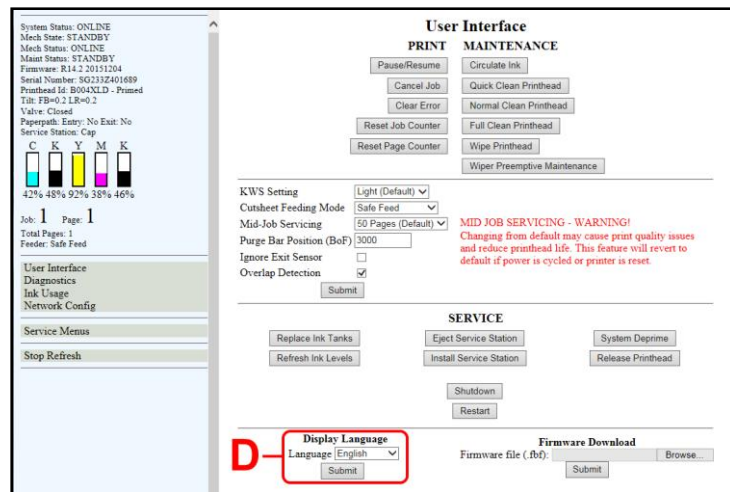 System Status: ONLINE
Mech State: STANDBY
Mech Status: ONLINE
Maint Status: STANDBY
Firmware: R14.2 20151204
Serial Number: SG233Z401689
Printhead Id: B004XLD - Primed
Tilt: FB=0.2 LR=0.2
Valve: Closed
Paperpath: Entry: No Exit: No
Service Station: Cap
C K Y M K
42% 48% 92% 38% 46%
Job: 1 Page: 1
Total Pages: 1
Feeder: Safe Feed
User Interface
Diagnostics
Ink Usage
Network Config
Service Menus
Stop Refresh
User Interface
PRINT MAINTENANCE
Pause/Resume Circulate Ink
Cancel Job Quick Clean Printhead
Clear Error Normal Clean Printhead
Reset Job Counter Full Clean Printhead
Reset Page Counter Wipe Printhead
Wiper Preemptive Maintenance
KWS Setting Light (Default)
Cutsheet Feeding Mode Safe Feed
Mid-Job Servicing 50 Pages (Default)
Purge Bar Position (BoF) 3000
Ignore Exit Sensor
Overlap Detection
Submit
MID JOB SERVICING - WARNING!
Changing from default may cause print quality issues
and reduce printhead life. This feature will revert to
default if power is cycled or printer is reset.
SERVICE
Replace Ink Tanks Eject Service Station System Deprime
Refresh Ink Levels Install Service Station Release Printhead
Shutdown
Restart
D
Display Language
Language English
Submit
Firmware Download
Firmware file (.fbf): Browse...
Submit